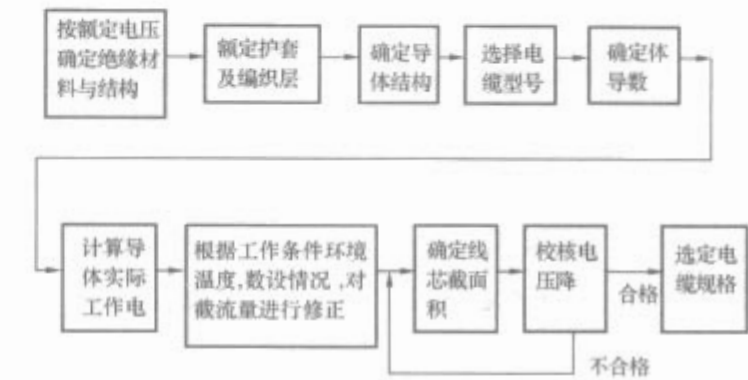 按额定电压
确定绝缘材
料与结构
额定护套
及编织层
确定导
体结构
选择电
缆型号
确定体
导数
计算导
体实际
工作电
根据工作条件环境
温度,数设情况,对
截流量进行修正
确定线
芯截面
积
校核电
压降
合格
选定电
缆规格
不合格